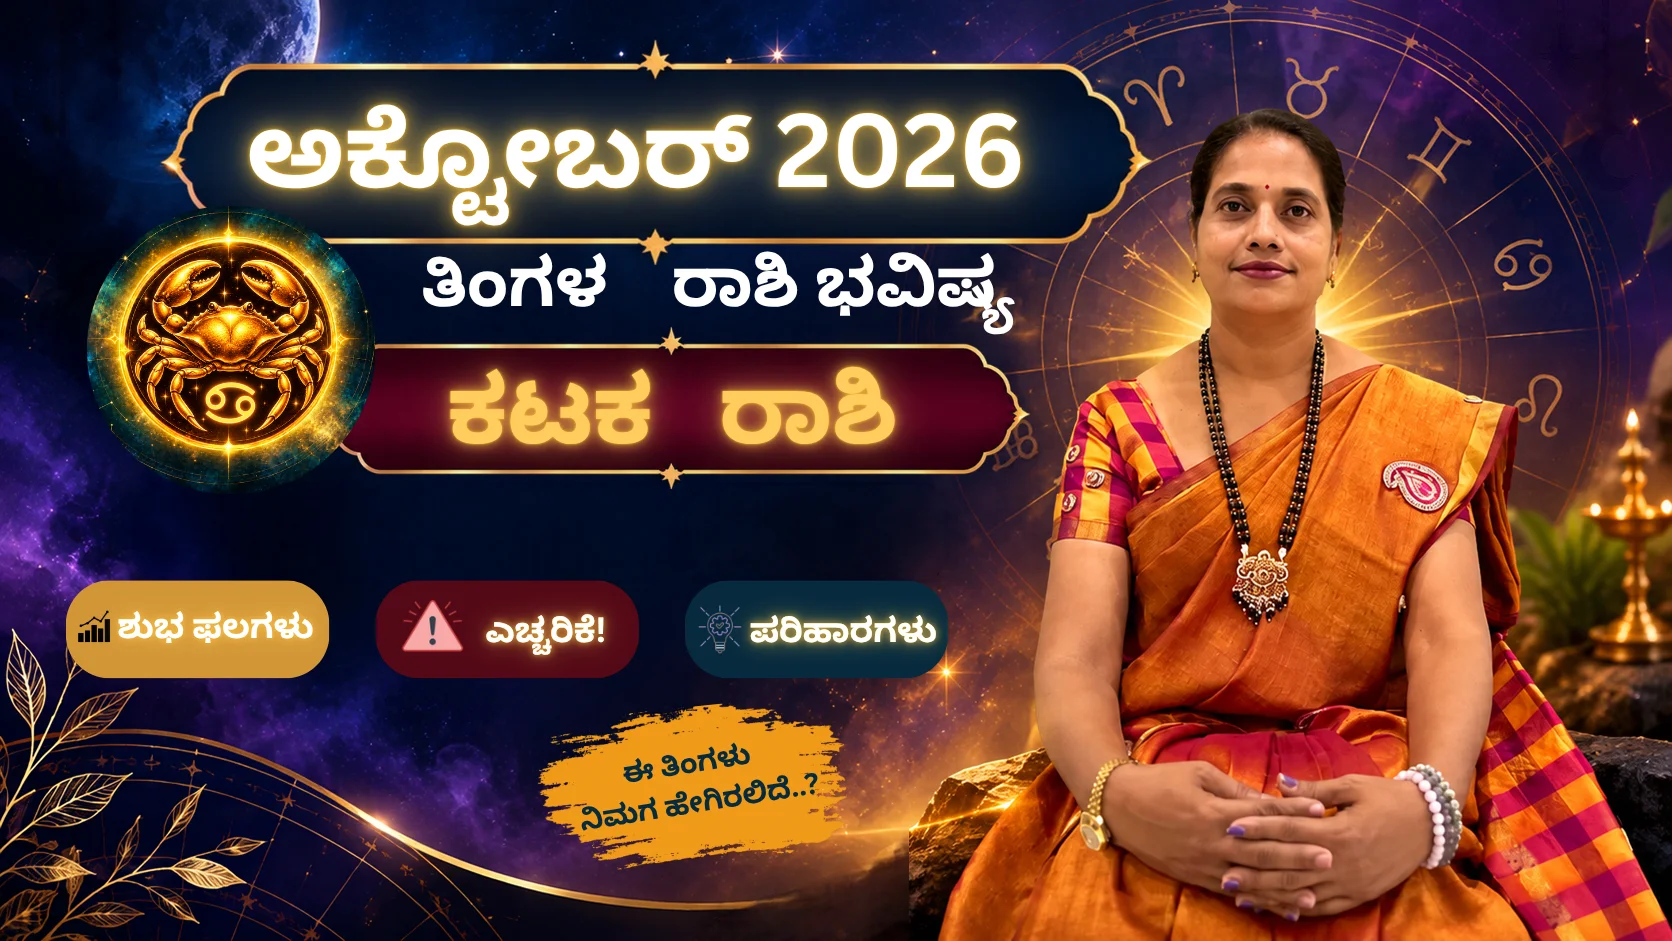 ಅಕ್ಟೋಬರ್ 2026
ತಿಂಗಳ ರಾಶಿ ಭವಿಷ್ಯ
ಕಟಕ ರಾಶಿ
ಶುಭ ಫಲಗಳು
ಎಚ್ಚರಿಕೆ!
ಪರಿಹಾರಗಳು
ಈ ತಿಂಗಳು
ನಿಮಗ ಹೇಗಿರಲಿದೆ..?